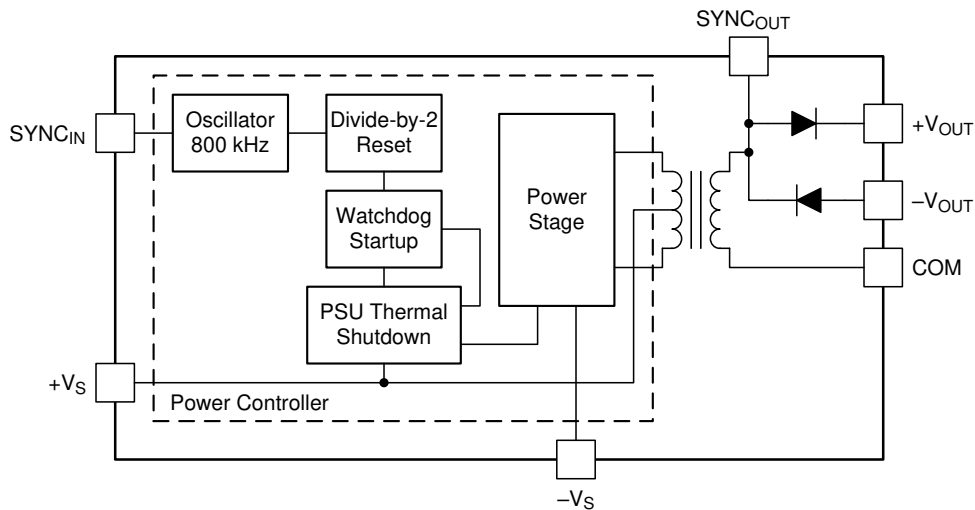 SYNCOUT
SYNCIN
Oscillator
800 kHz
Divide-by-2
Reset
+VOUT
Watchdog
Startup
Power
Stage
–VOUT
COM
PSU Thermal
Shutdown
+VS
Power Controller
–VS